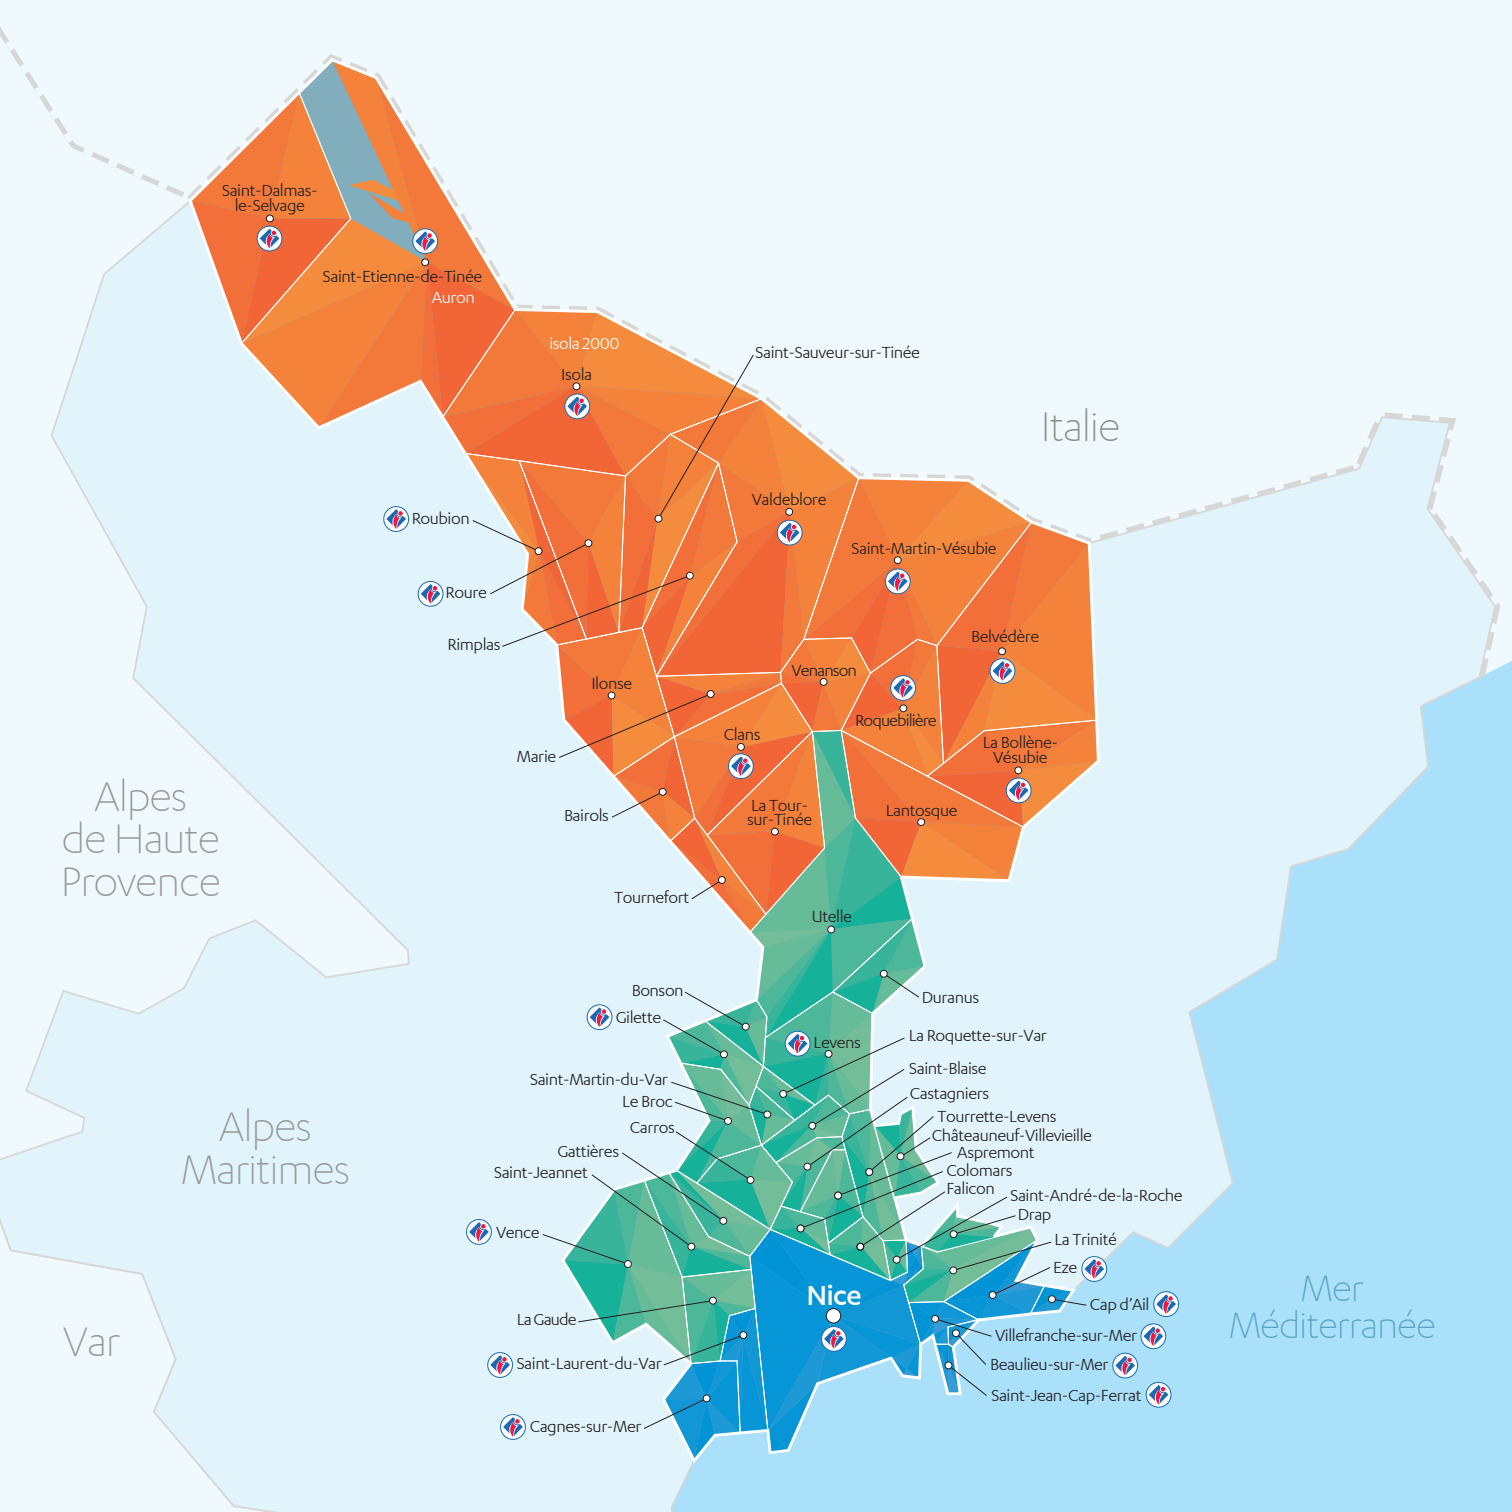 Saint-Dalmas-
le-Selvage
Saint-Etienne-de-Tinée
Auron
isola 2000
Isola
Saint-Sauveur-sur-Tinée
Italie
Valdeblore
Roubion
Saint-Martin-Vésubie
Roure
Belvédère
Rimplas
Venanson
Ilonse
Roquebilière
Clans
La Bollène-
Vésubie
Marie
Alpes
de Haute
Provence
La Tour-
sur-Tinée
Lantosque
Bairols
Tournefort
Utelle
Bonson
Duranus
Gilette
Levens
La Roquette-sur-Var
Saint-Blaise
Saint-Martin-du-Var
Castagniers
Le Broc
Tourrette-Levens
Carros
Châteauneuf-Villevieille
Alpes
Maritimes
Gattières
Aspremont
Saint-Jeannet
Colomars
Falicon
Saint-André-de-la-Roche
Drap
Vence
La Trinité
Eze
Nice
Cap d'Ail
Mer
Méditerranée
La Gaude
Villefranche-sur-Mer
Var
Saint-Laurent-du-Var
Beaulieu-sur-Mer
Saint-Jean-Cap-Ferrat
Cagnes-sur-Mer